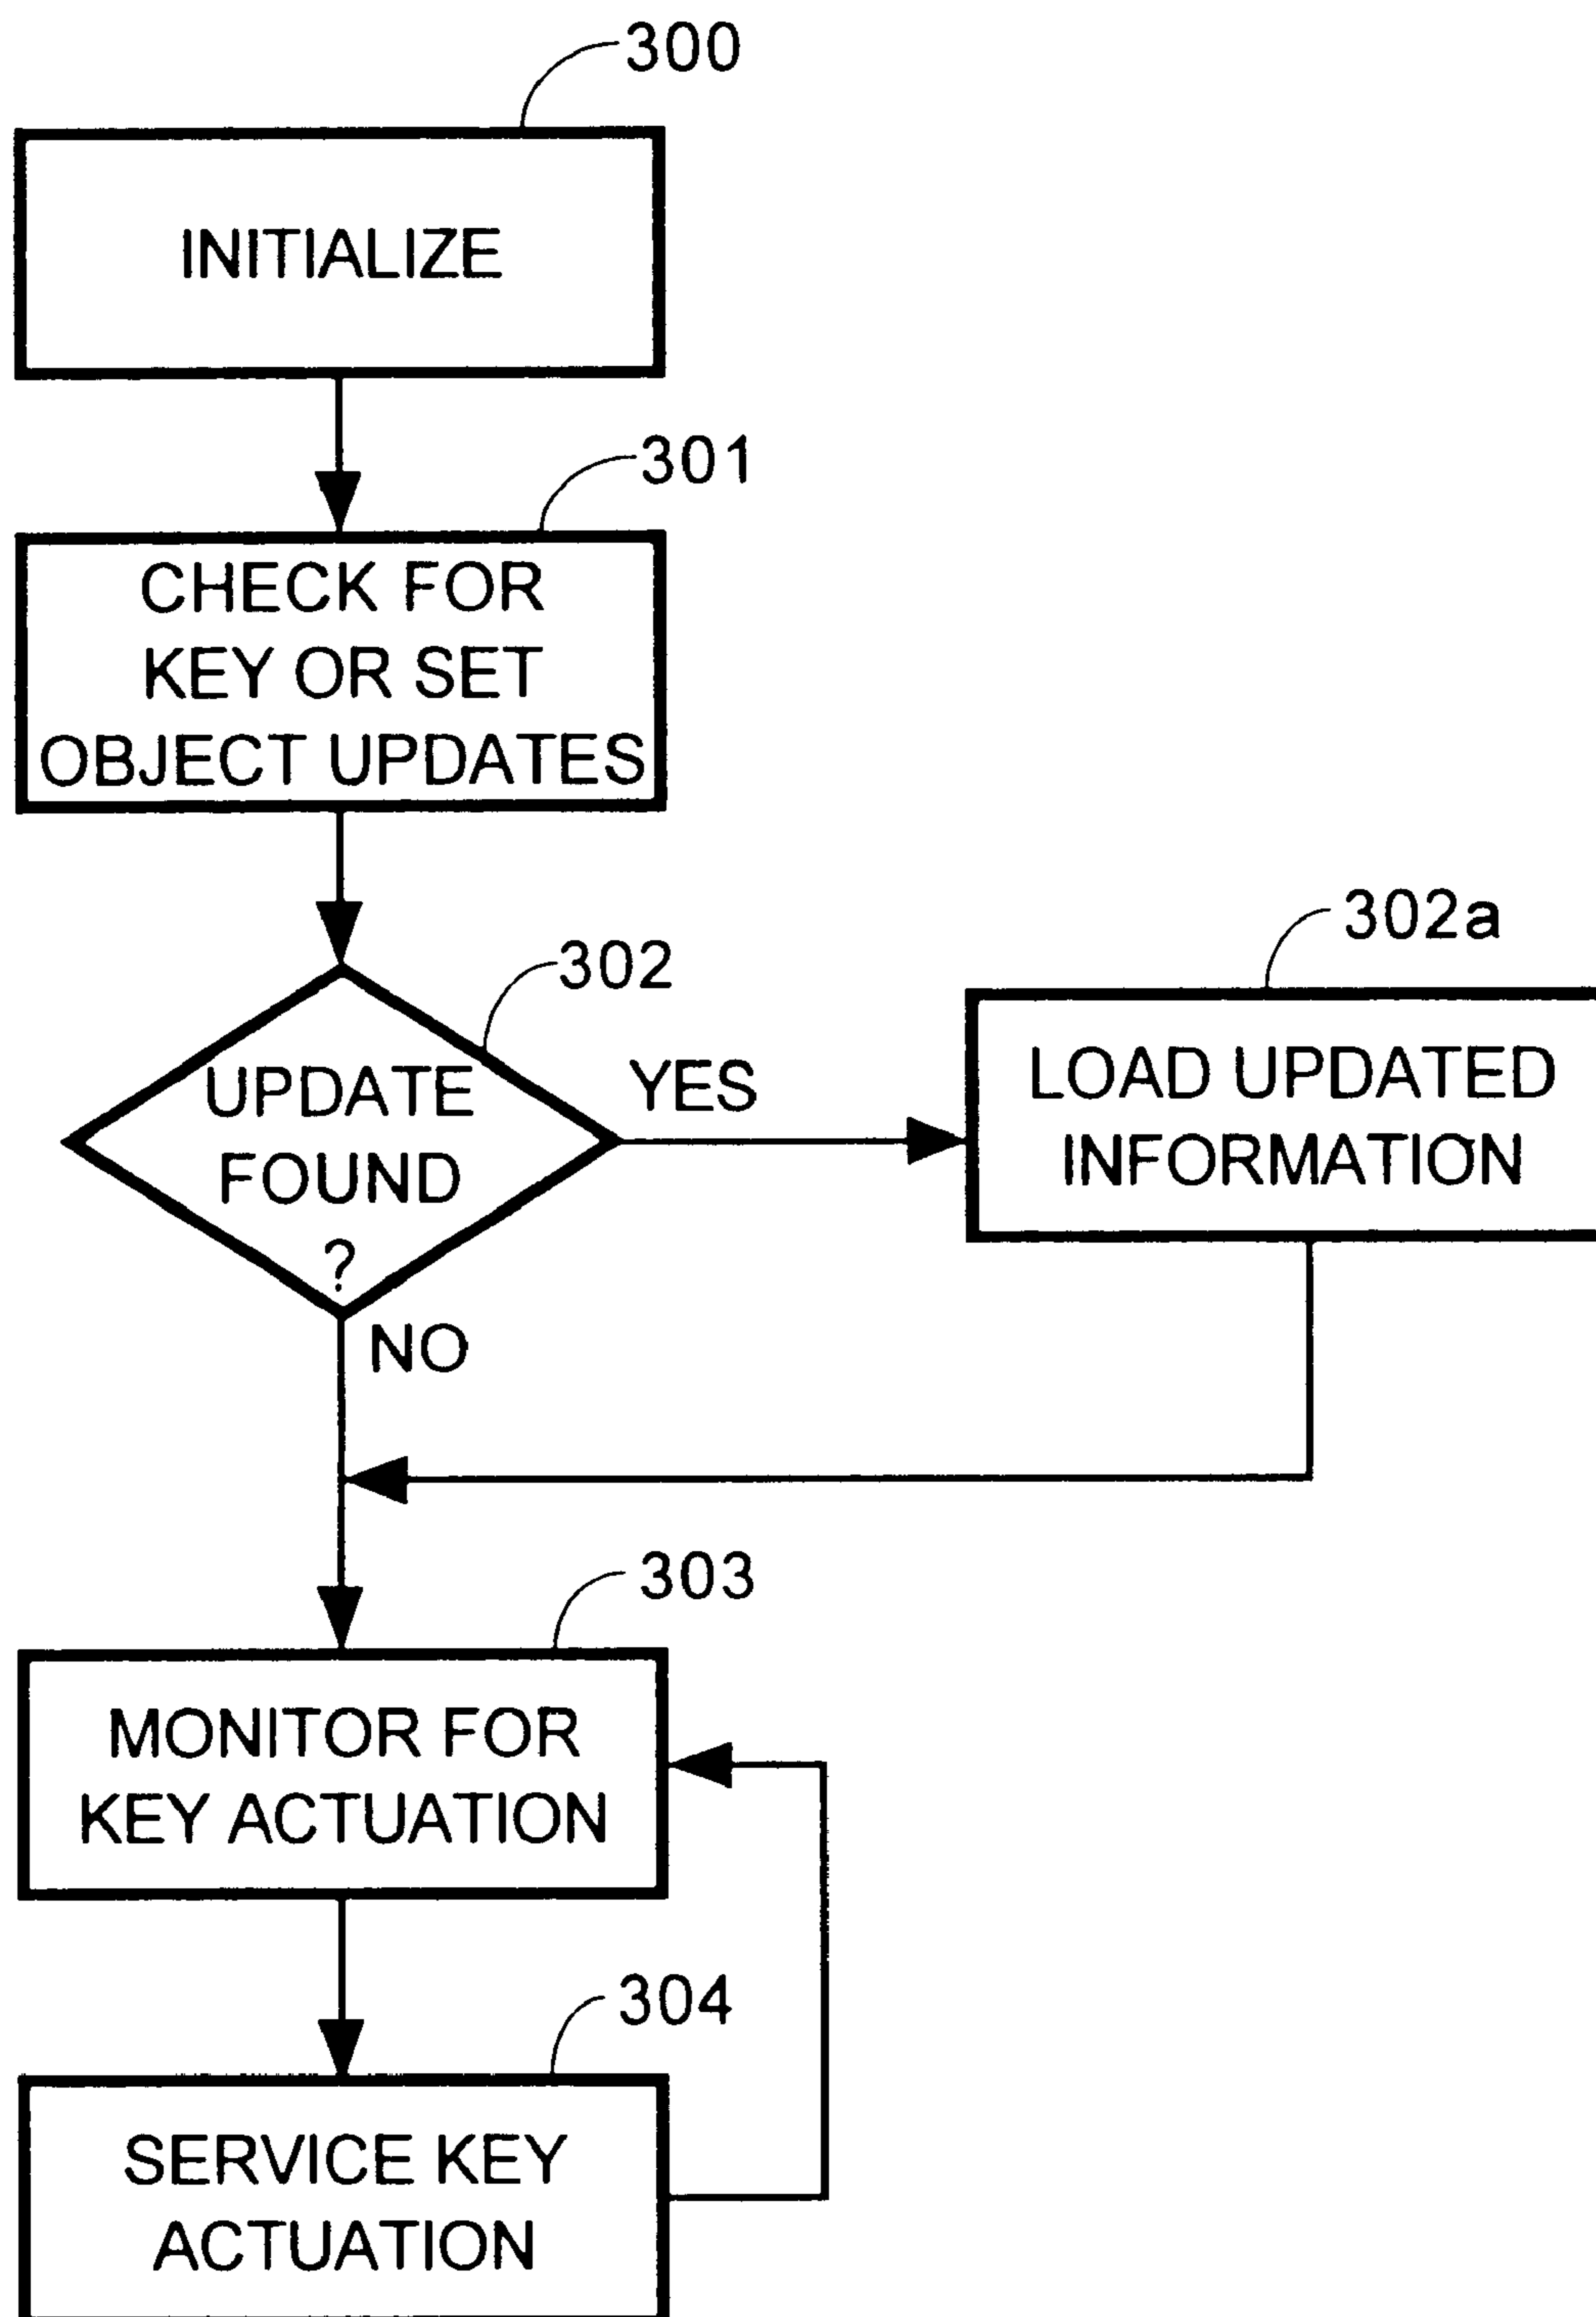 300
INITIALIZE
301
CHECK FOR
KEY OR SET
OBJECT UPDATES
302
UPDATE
FOUND
?
YES
302a
LOAD UPDATED
INFORMATION
NO
303
MONITOR FOR
KEY ACTUATION
304
SERVICE KEY
ACTUATION